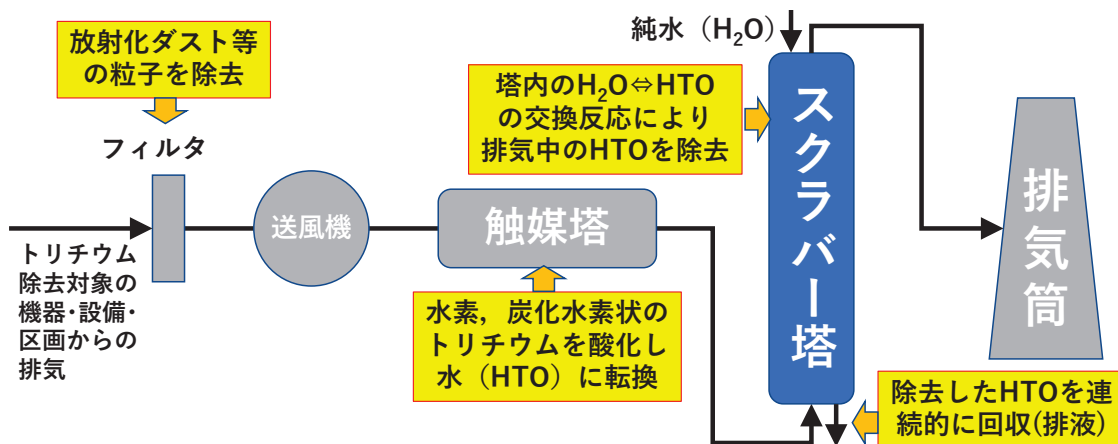 放射化ダスト等
の粒子を除去
フィルタ
トリチウム
除去対象の
機器・設備・
区画からの
排気
送風機
触媒塔
水素，炭化水素状の
トリチウムを酸化し
水（HTO）に転換
純水（H₂O）
塔内のH₂O⇔HTO
の交換反応により
排気中のHTOを除去
スクラバー塔
除去したHTOを連
続的に回収(排液)
排気筒